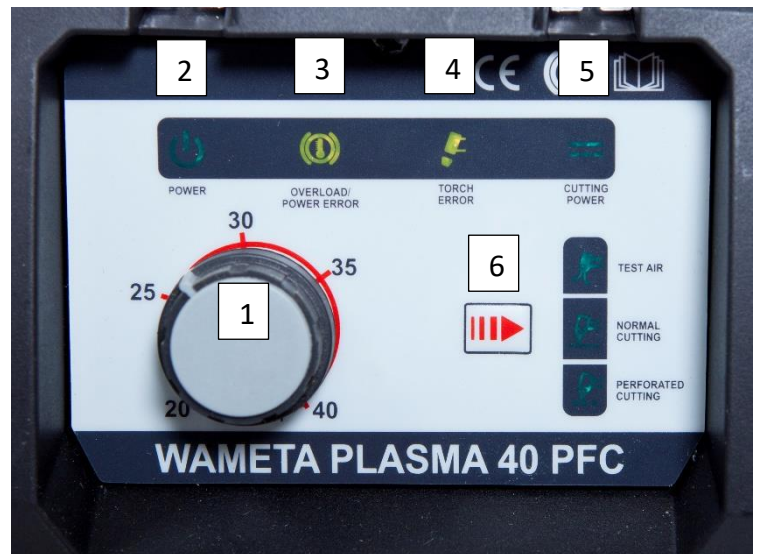 2 3 4 5
CE
POWER
OVERLOAD/
POWER ERROR
TORCH
ERROR
CUTTING
POWER
30
35
25
1
20
40
6
TEST AIR
NORMAL
CUTTING
PERFORATED
CUTTING
WAMETA PLASMA 40 PFC